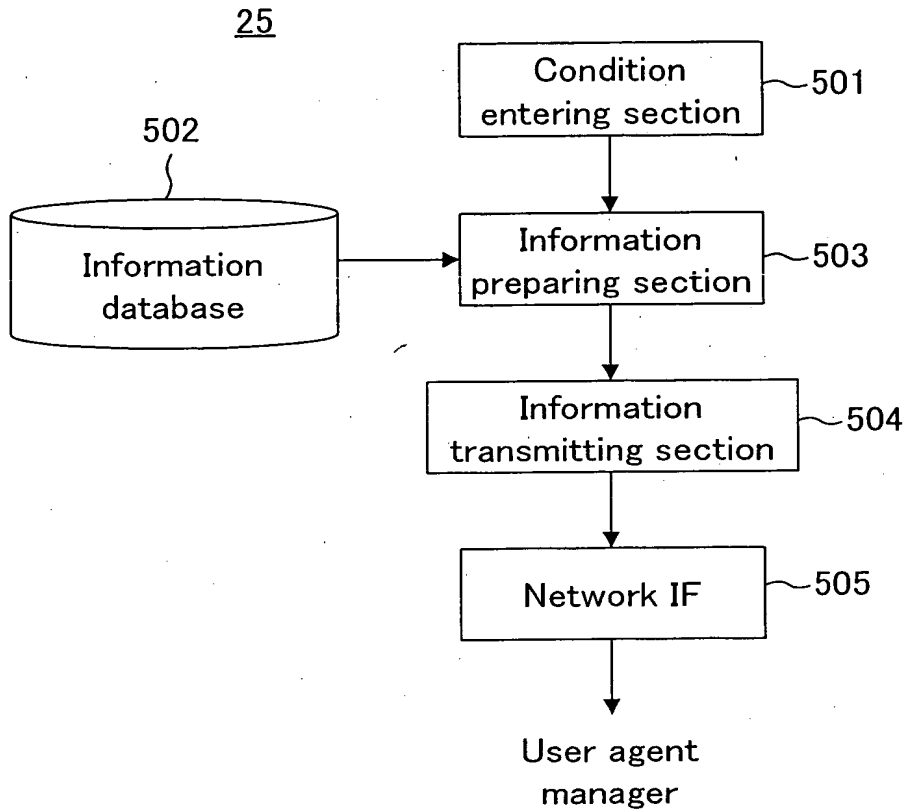 25
Condition
entering section
501
502
Information
database
Information
preparing section
503
Information
transmitting section
504
Network IF
505
User agent
manager